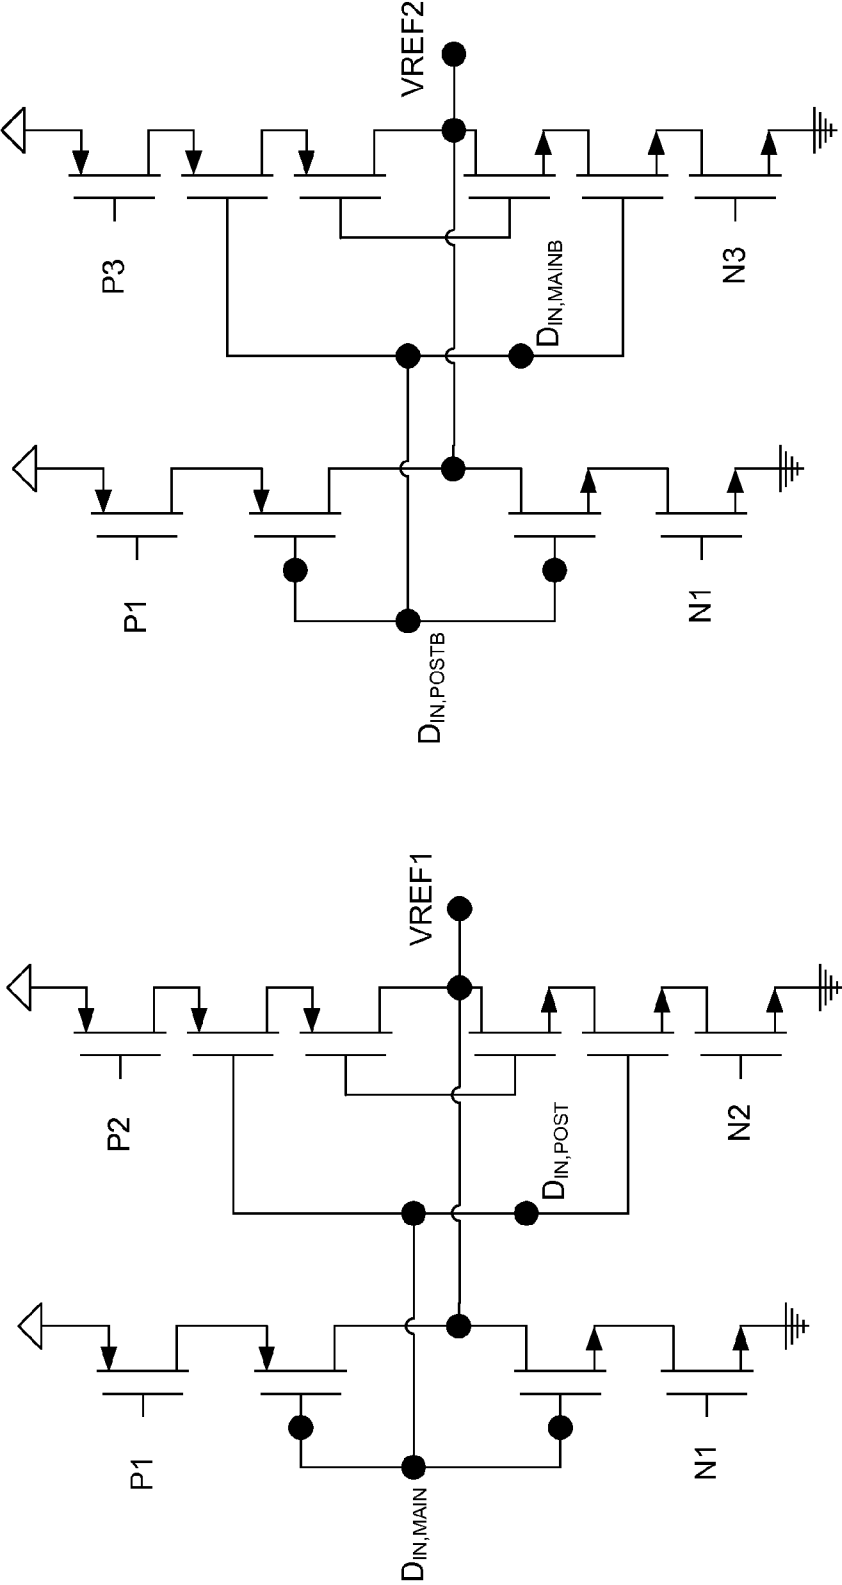 P1
P2
P1
P3
DIN,MAIN
VREF1
DIN,POSTB
VREF2
DIN,POST
DIN,MAINB
N1
N2
N1
N3